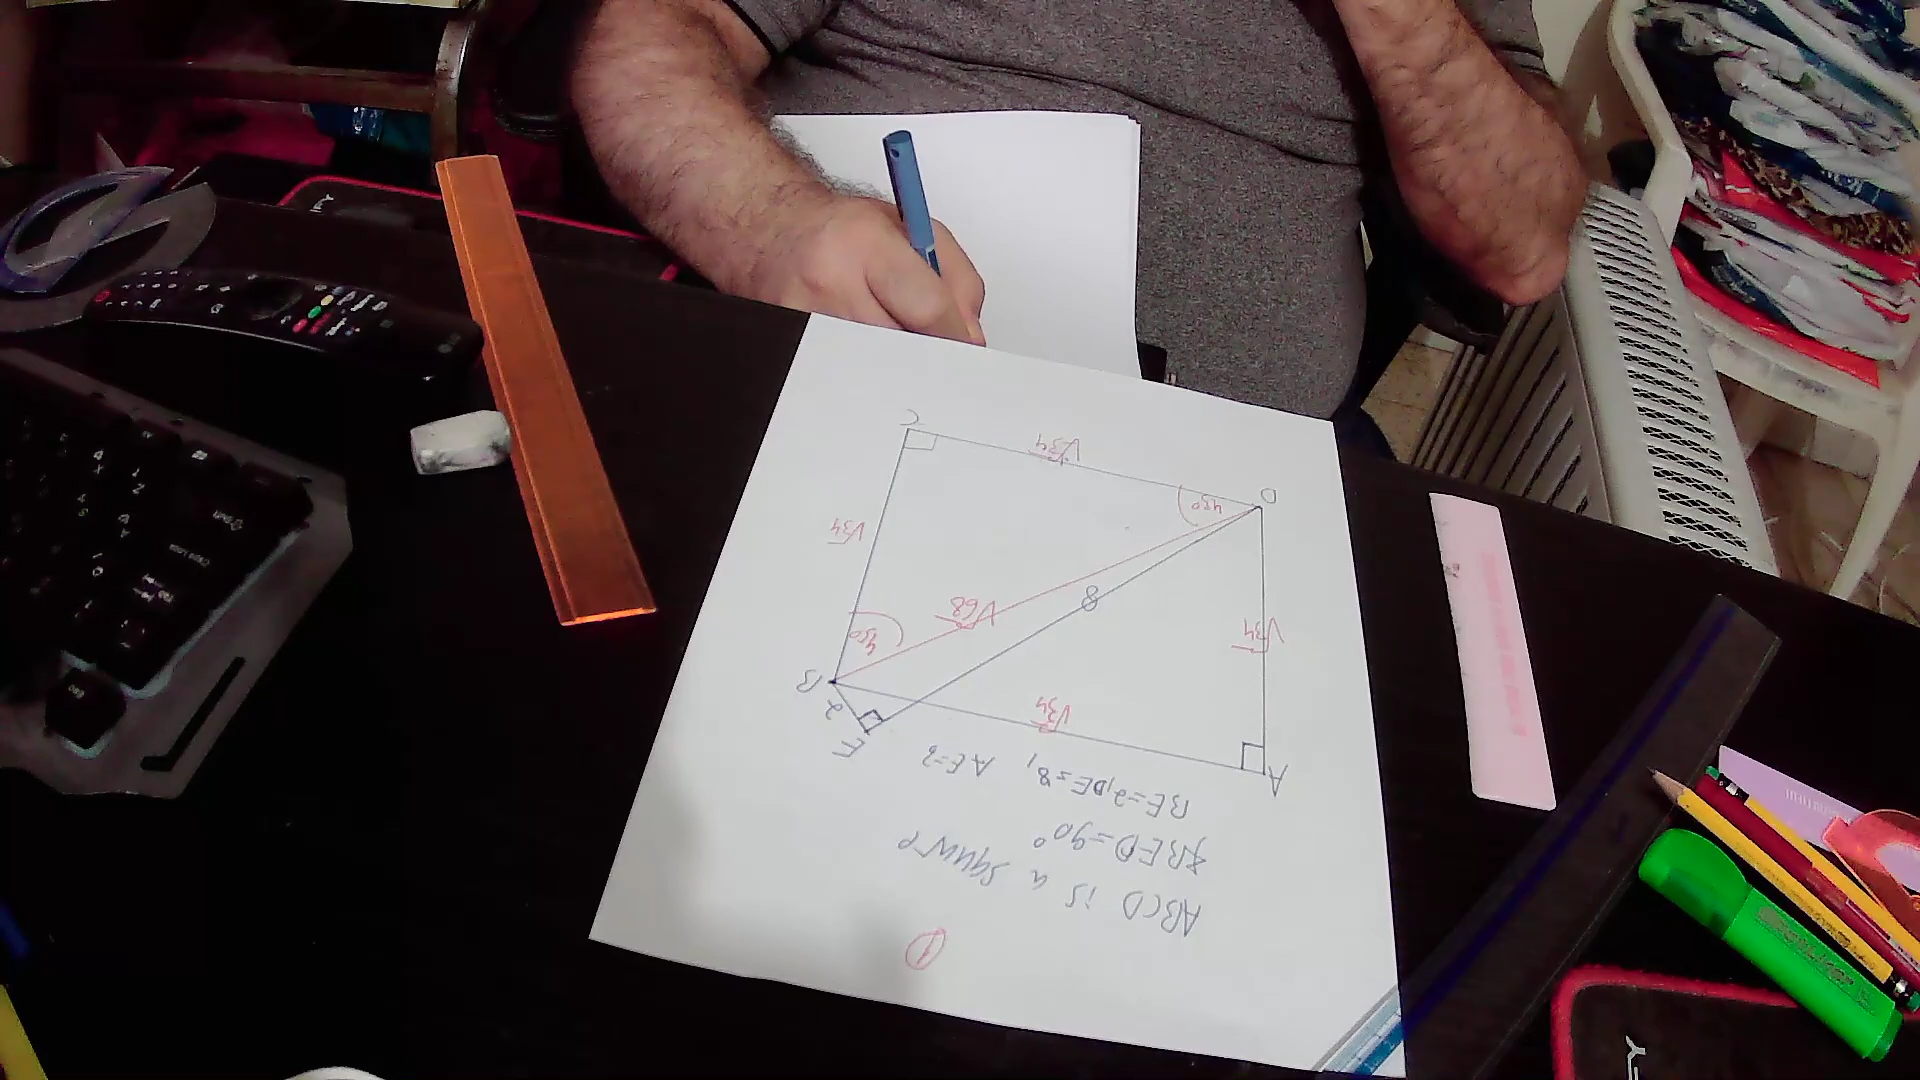 ①
ABCD is a square
∡BED=90°
BE=2, DE=8, AE=?
A
E
2
B
√34
√34
8
√68
45°
√34
45°
D
√34
C